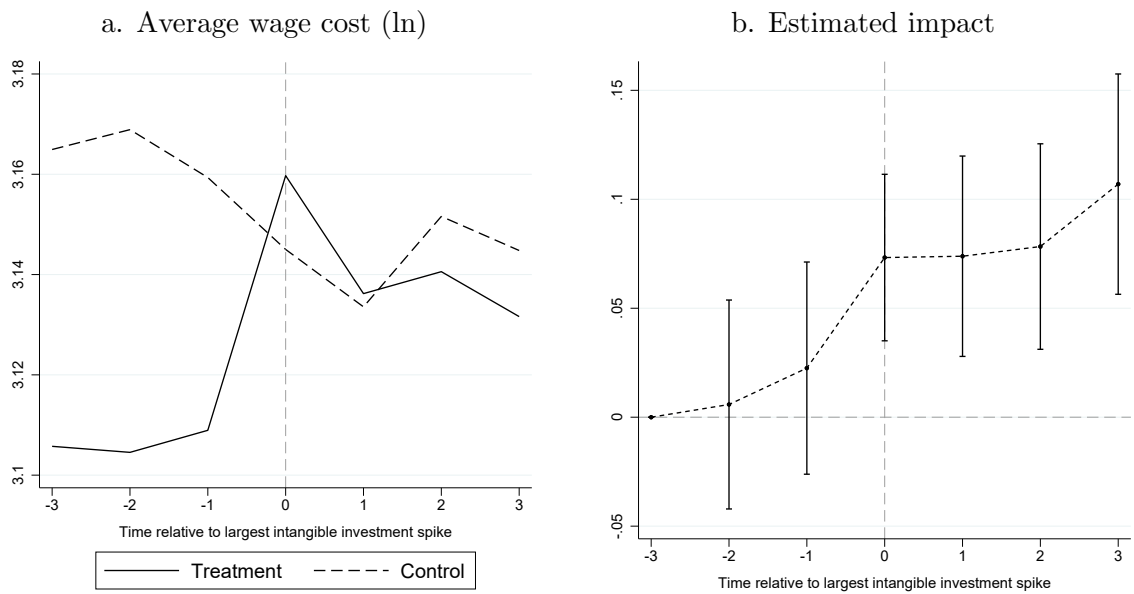 a. Average wage cost (ln)
3.18
3.16
3.14
3.12
3.1
-3 -2 -1 0 1 2 3
Time relative to largest intangible investment spike
Treatment Control
b. Estimated impact
.15
.1
.05
0
-.05
-3 -2 -1 0 1 2 3
Time relative to largest intangible investment spike